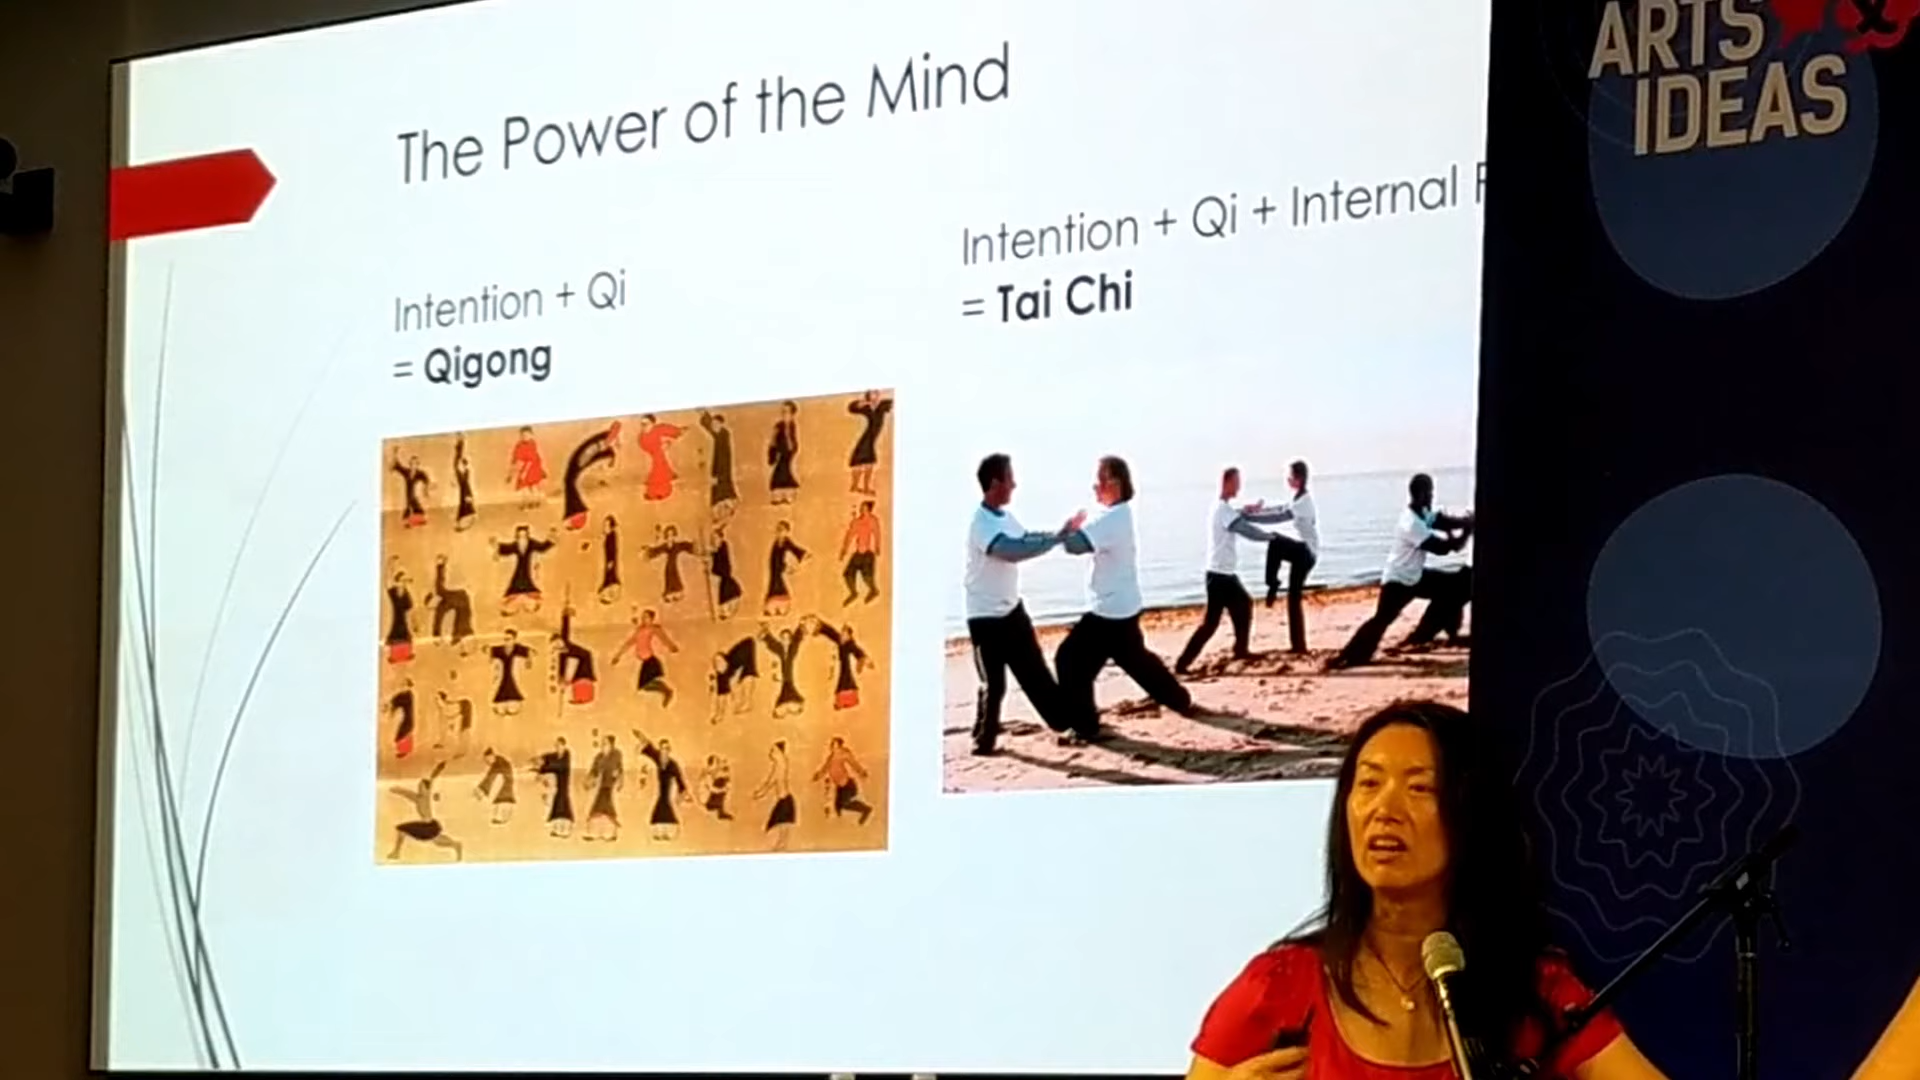 The Power of the Mind
Intention + Qi
= Qigong
Intention + Qi + Internal
= Tai Chi
ARTS &
IDEAS